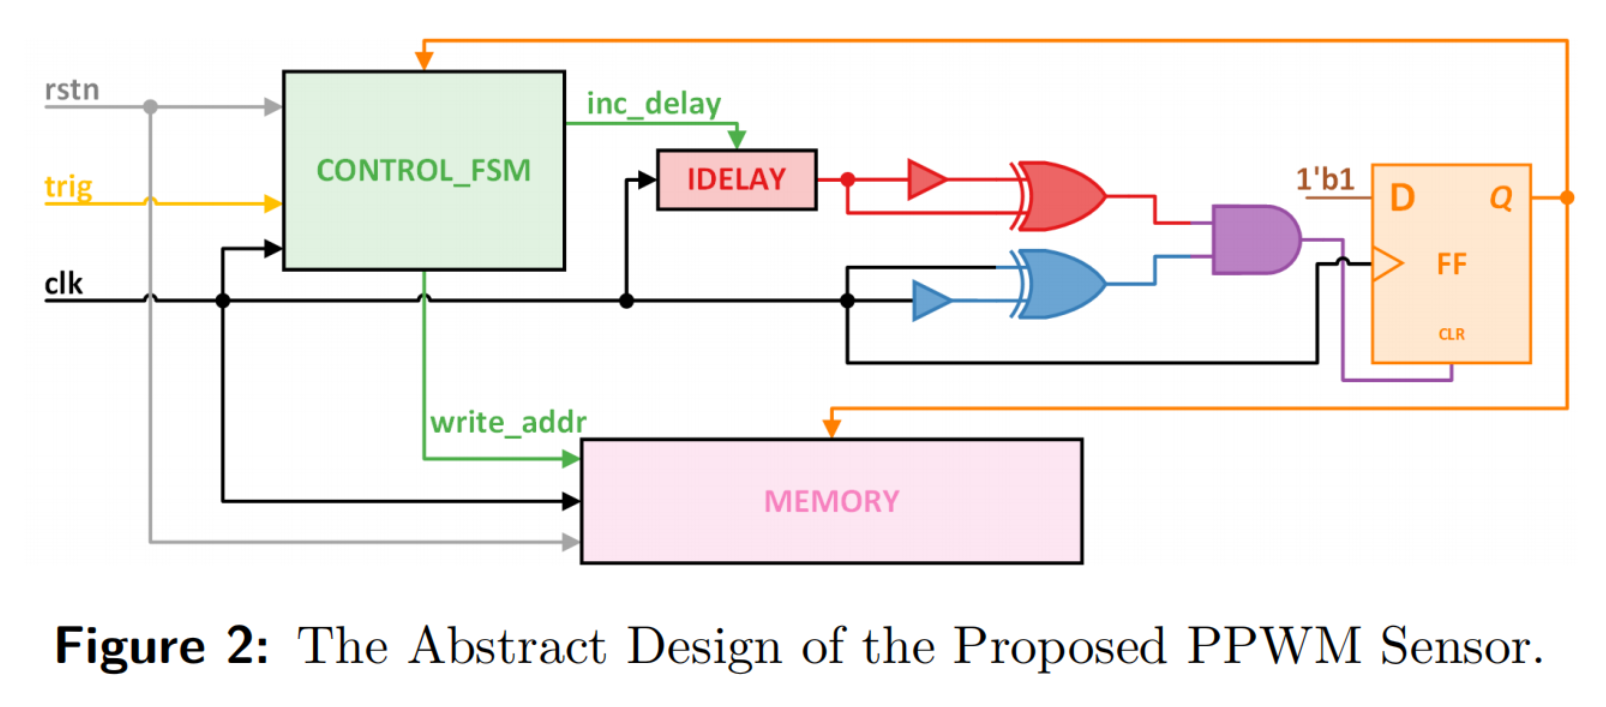 rstn
inc_delay
CONTROL_FSM
IDELAY
trig
1'b1
D
Q
FF
clk
CLR
write_addr
MEMORY
Figure 2: The Abstract Design of the Proposed PPWM Sensor.